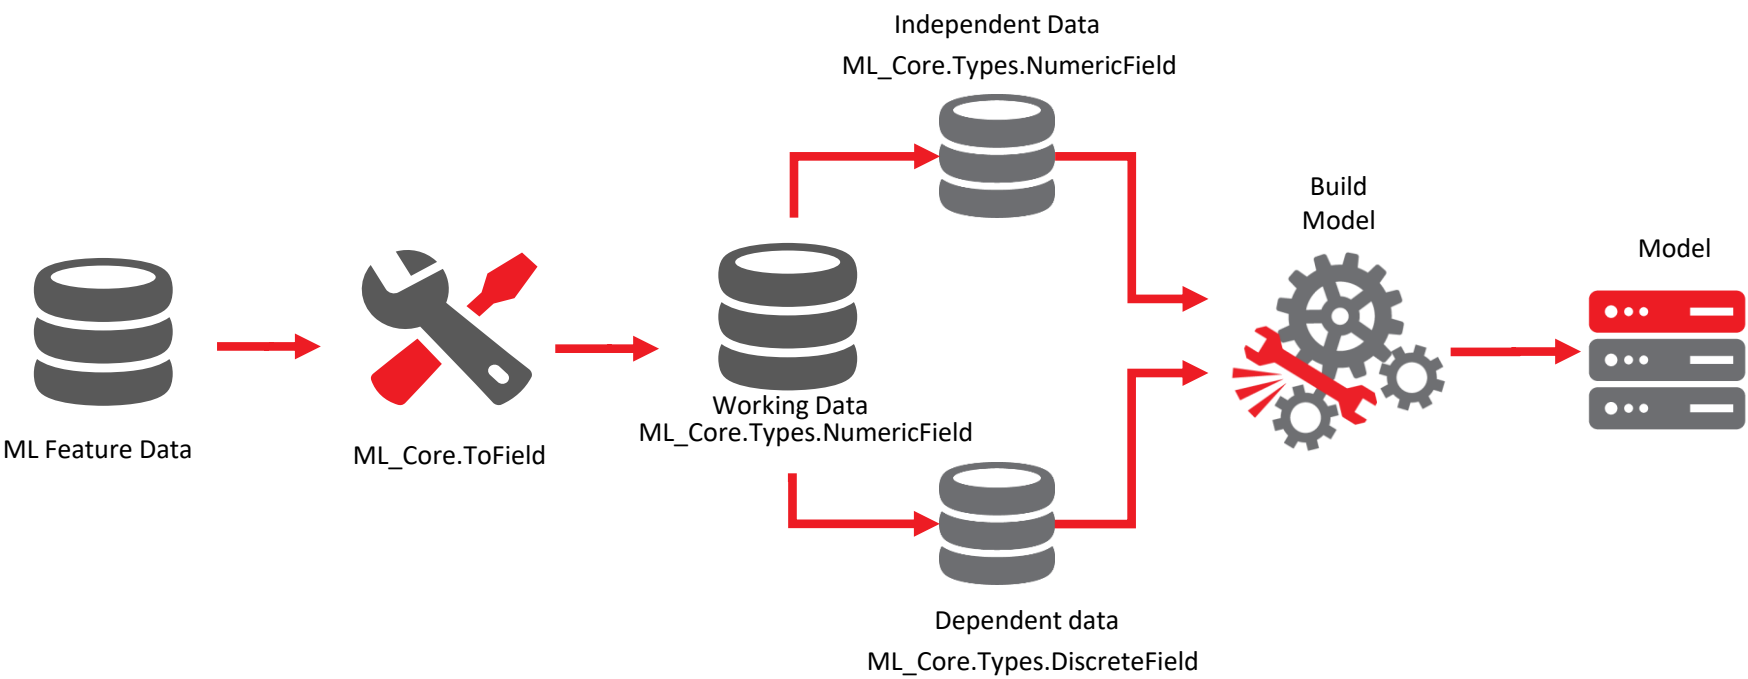 ML Feature Data
ML_Core.ToField
Working Data
ML_Core.Types.NumericField
Independent Data
ML_Core.Types.NumericField
Dependent data
ML_Core.Types.DiscreteField
Build
Model
Model